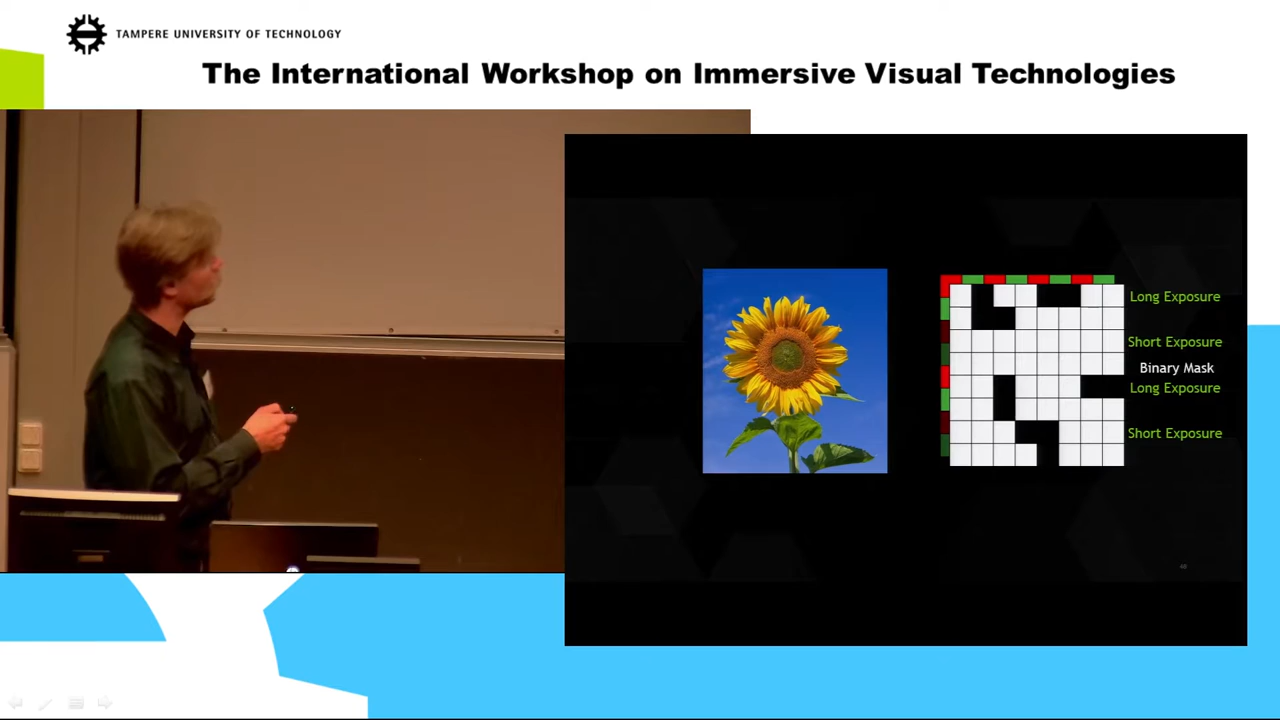 TAMPERE UNIVERSITY OF TECHNOLOGY
The International Workshop on Immersive Visual Technologies
Long Exposure
Short Exposure
Binary Mask
Long Exposure
Short Exposure
48